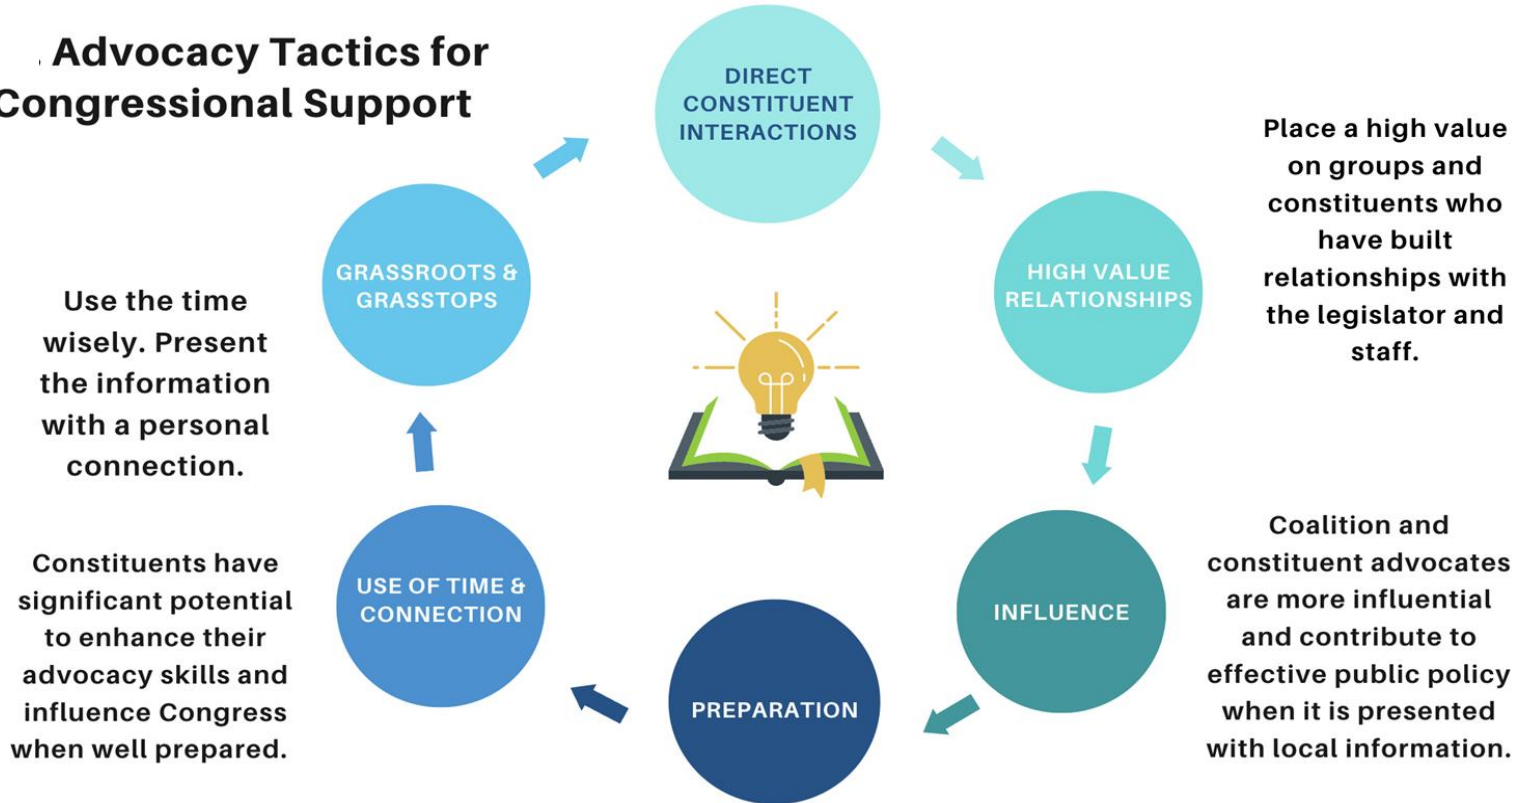 . Advocacy Tactics for
Congressional Support
DIRECT
CONSTITUENT
INTERACTIONS
Place a high value
on groups and
constituents who
have built
relationships with
the legislator and
staff.
HIGH VALUE
RELATIONSHIPS
Coalition and
constituent advocates
are more influential
and contribute to
effective public policy
when it is presented
with local information.
INFLUENCE
PREPARATION
USE OF TIME &
CONNECTION
Constituents have
significant potential
to enhance their
advocacy skills and
influence Congress
when well prepared.
GRASSROOTS &
GRASSTOPS
Use the time
wisely. Present
the information
with a personal
connection.